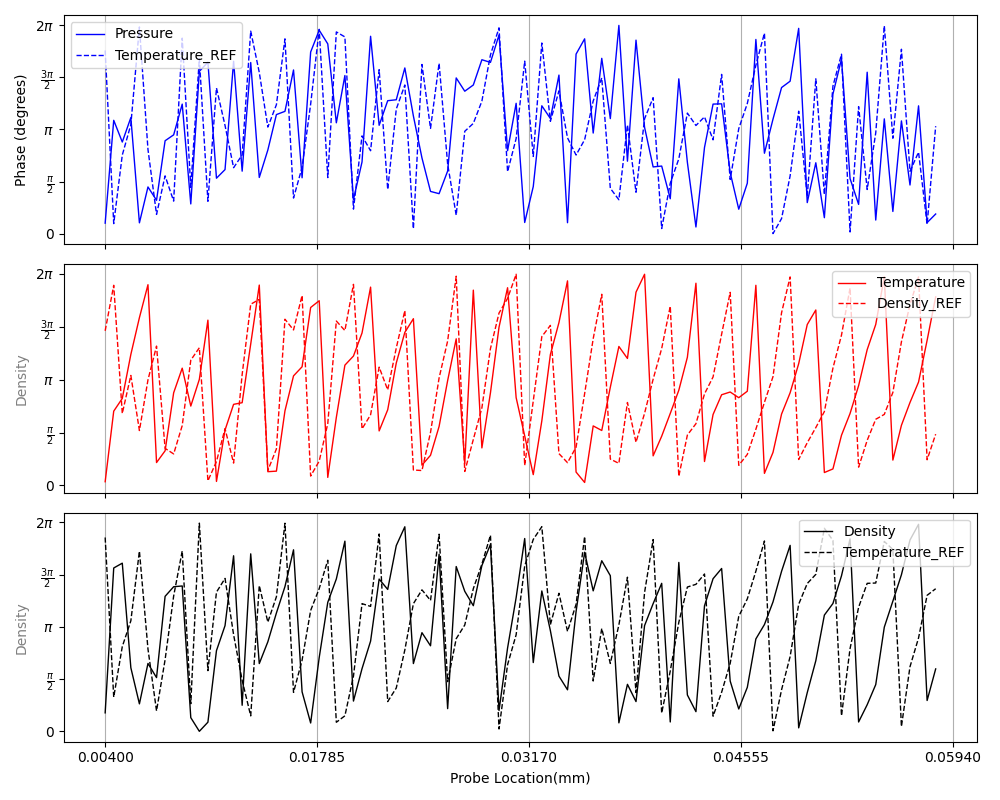 Phase (degrees)
2π
3π/2
π
π/2
0
Pressure
Temperature_REF
Density
2π
3π/2
π
π/2
0
Temperature
Density_REF
Density
2π
3π/2
π
π/2
0
Density
Temperature_REF
0.00400 0.01785 0.03170 0.04555 0.05940
Probe Location(mm)